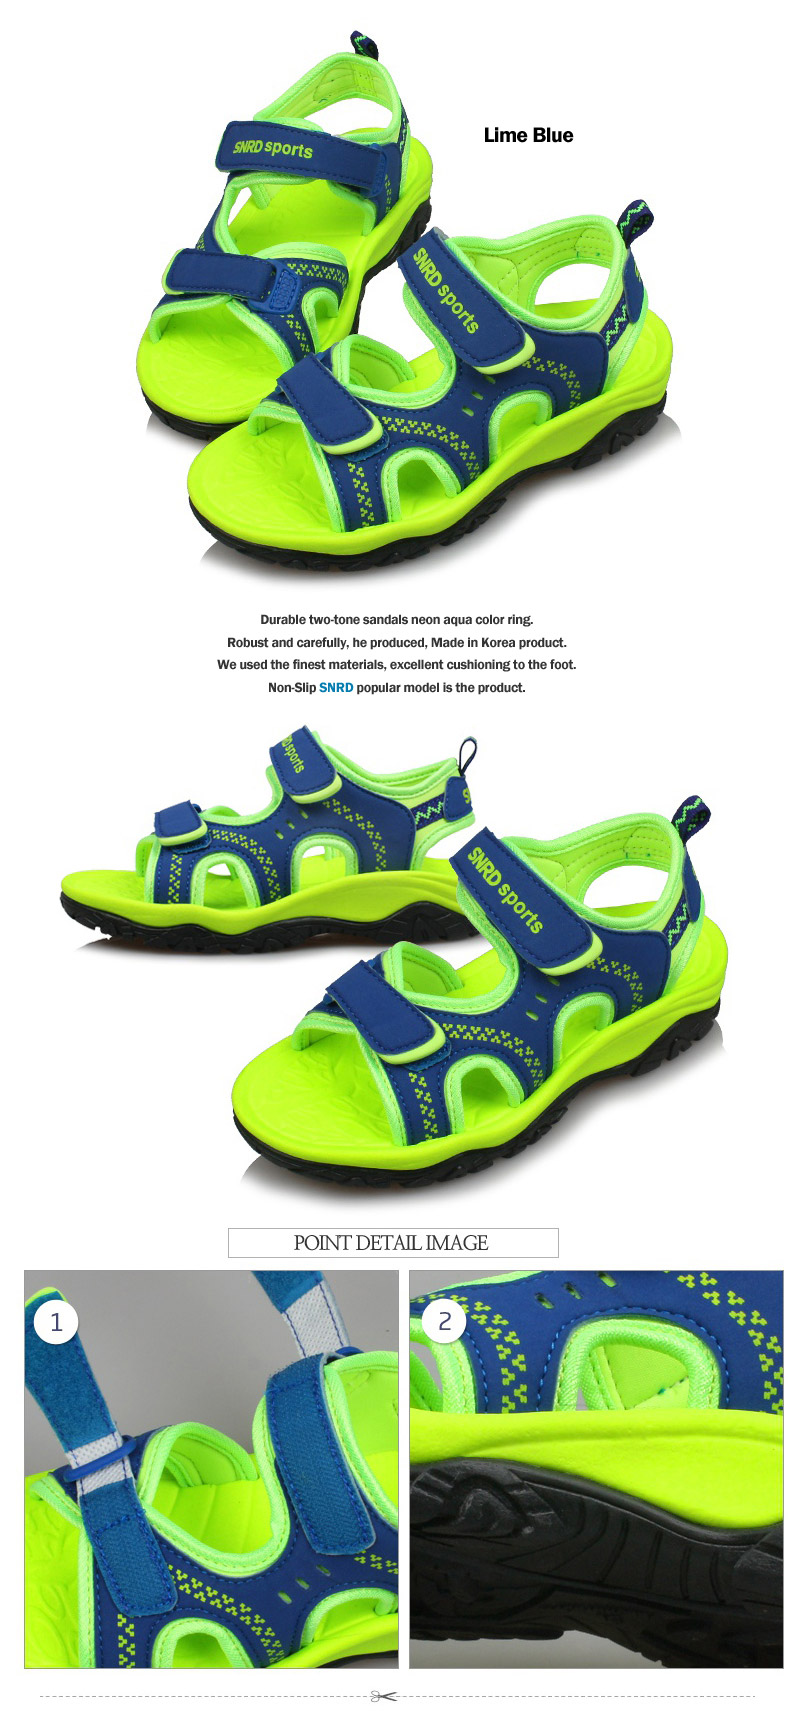 Lime Blue
SNRD sports
SNRD sports
Durable two-tone sandals neon aqua color ring.
Robust and carefully, he produced, Made in Korea product.
We used the finest materials, excellent cushioning to the foot.
Non-Slip SNRD popular model is the product.
sports
SNRD sports
POINT DETAIL IMAGE
1
2